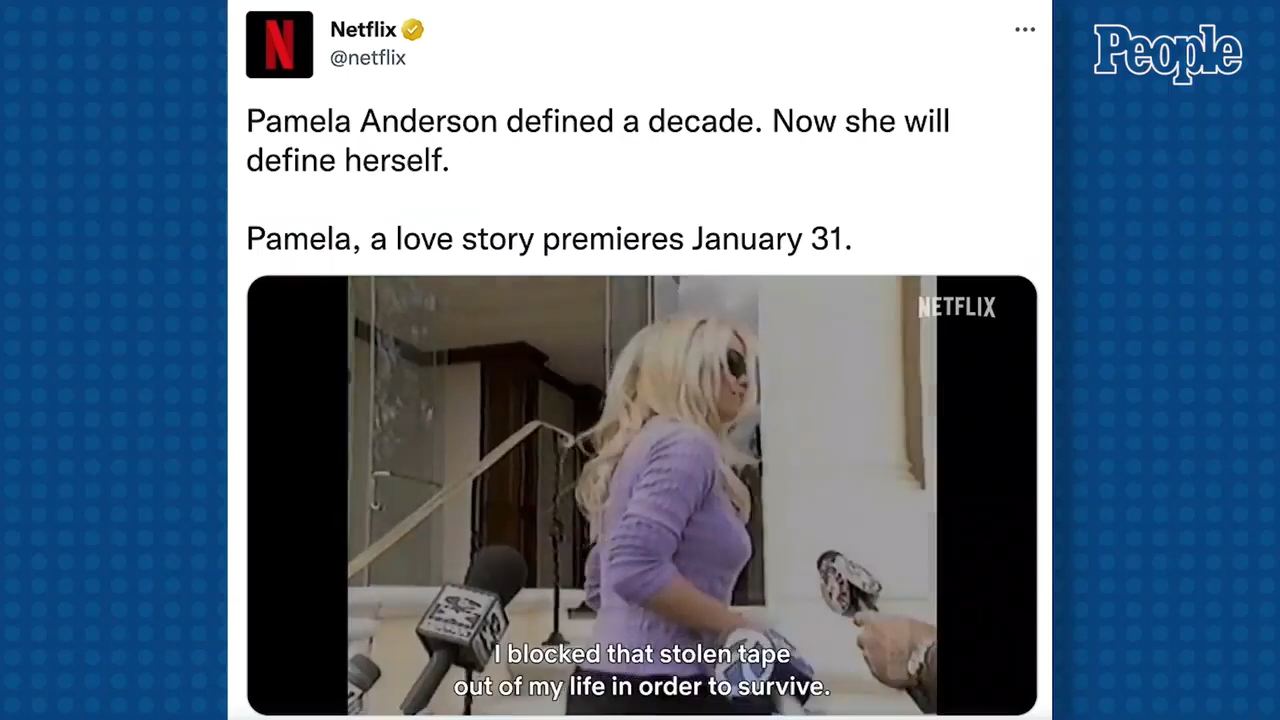 Netflix
@netflix
People
Pamela Anderson defined a decade. Now she will
define herself.
Pamela, a love story premieres January 31.
NETFLIX
I blocked that stolen tape
out of my life in order to survive.